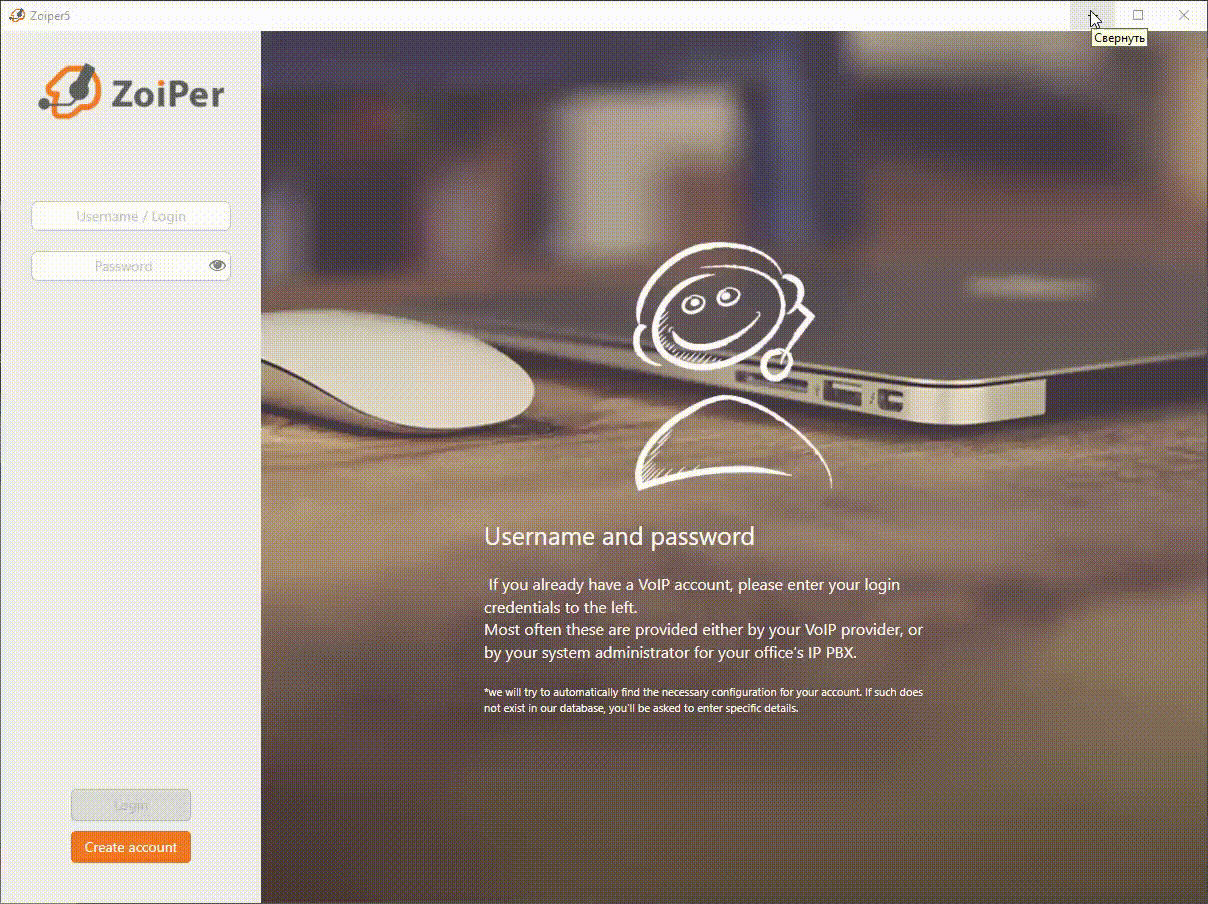 Zoiper5
Свернуть
ZoiPer
Username / Login
Password
Username and password
If you already have a VoIP account, please enter your login
credentials to the left.
Most often these are provided either by your VoIP provider, or
by your system administrator for your office's IP PBX.
*we will try to automatically find the necessary configuration for your account. If such does
not exist in our database, you'll be asked to enter specific details.
Login
Create account